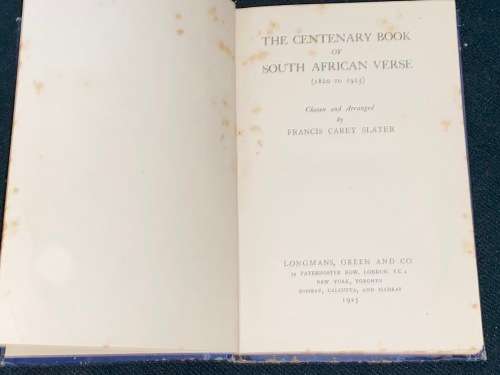 THE CENTENARY BOOK
OF
SOUTH AFRICAN VERSE
(1820 TO 1925)
Chosen and Arranged
by
FRANCIS CAREY SLATER
LONGMANS, GREEN AND CO.
39 PATERNOSTER ROW, LONDON, E.C. 4
NEW YORK, TORONTO
BOMBAY, CALCUTTA, AND MADRAS
1925